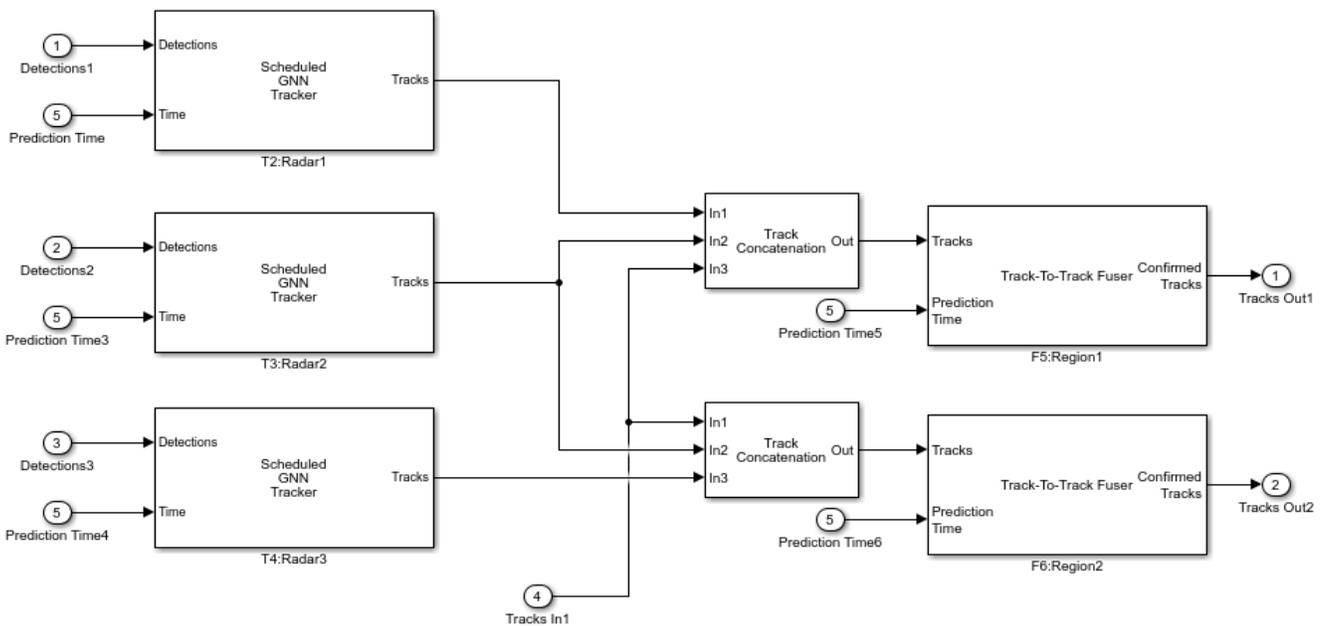 1
Detections1
5
Prediction Time
Detections
Time
Scheduled
GNN
Tracker
Tracks
T2:Radar1
2
Detections2
5
Prediction Time3
Detections
Time
Scheduled
GNN
Tracker
Tracks
T3:Radar2
3
Detections3
5
Prediction Time4
Detections
Time
Scheduled
GNN
Tracker
Tracks
T4:Radar3
4
Tracks In1
In1
In2
In3
Track
Concatenation
Out
5
Prediction Time5
Tracks
Prediction
Time
Track-To-Track Fuser
Confirmed
Tracks
F5:Region1
1
Tracks Out1
In1
In2
In3
Track
Concatenation
Out
5
Prediction Time6
Tracks
Prediction
Time
Track-To-Track Fuser
Confirmed
Tracks
F6:Region2
2
Tracks Out2